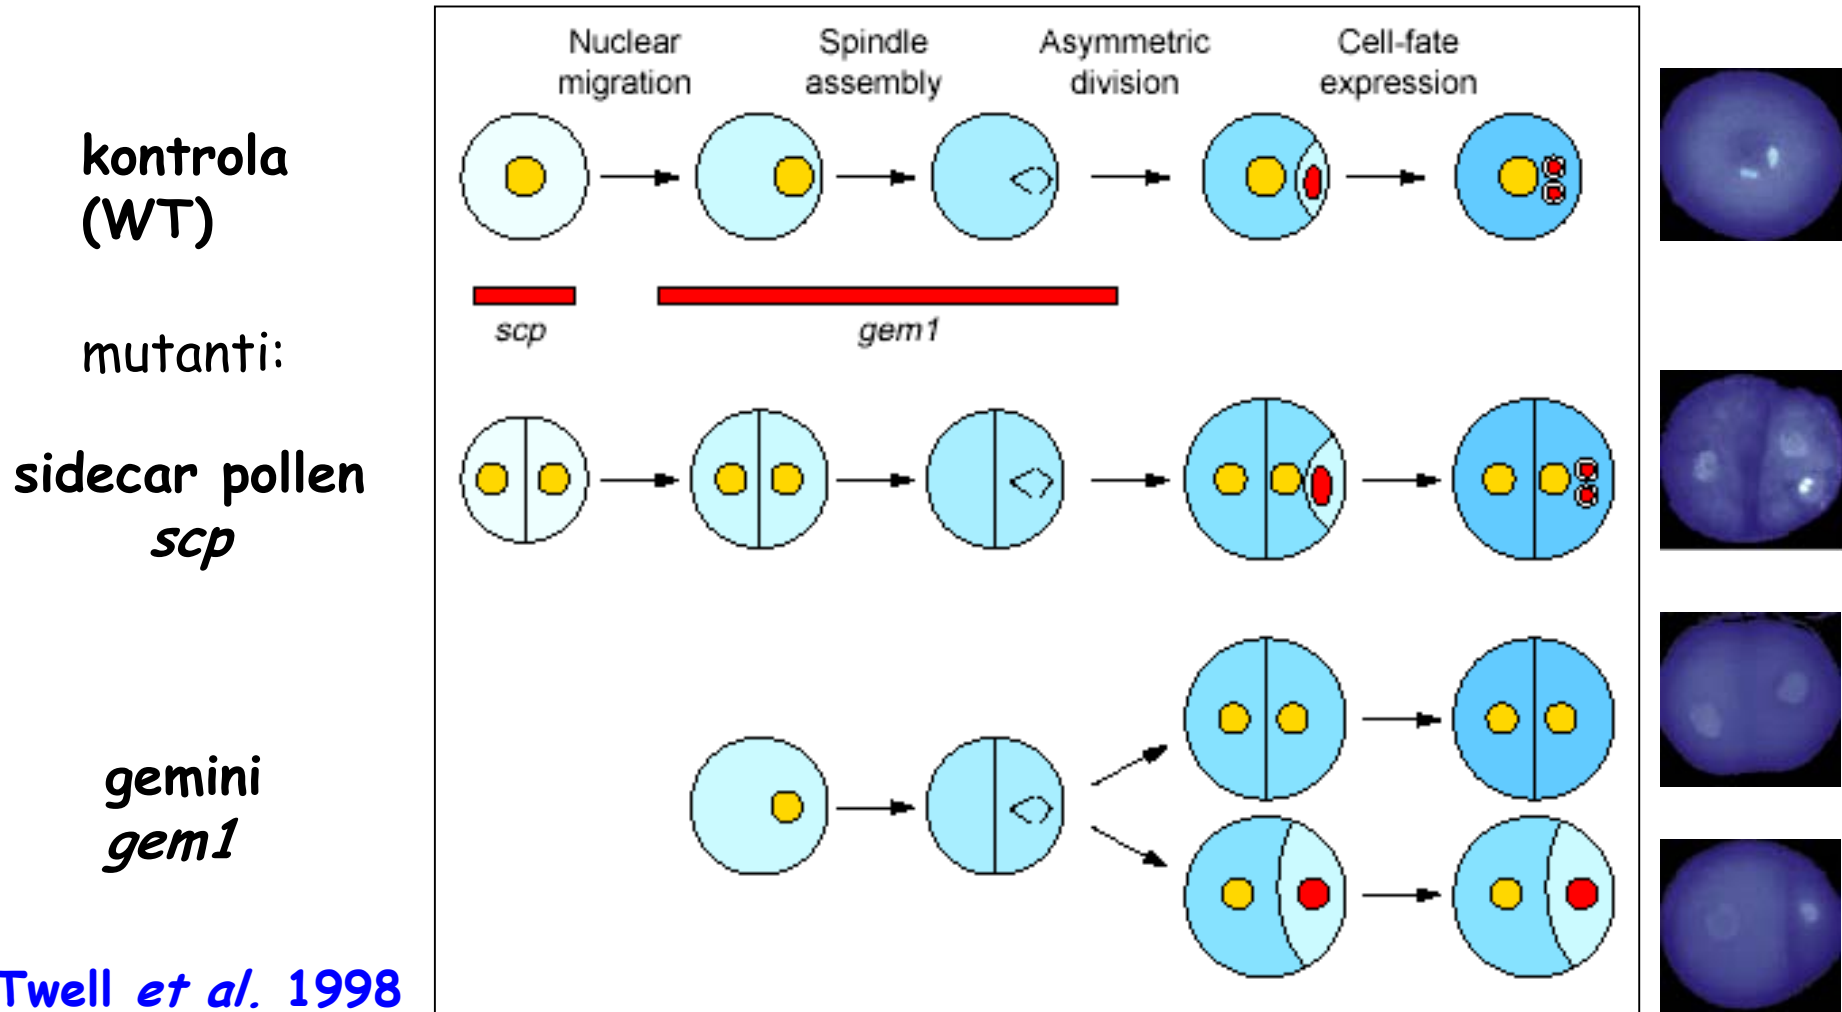 Nuclear migration
Spindle assembly
Asymmetric division
Cell-fate expression
kontrola
(WT)
scp
gem1
mutanti:
sidecar pollen
scp
gemini
gem1
Twell et al. 1998